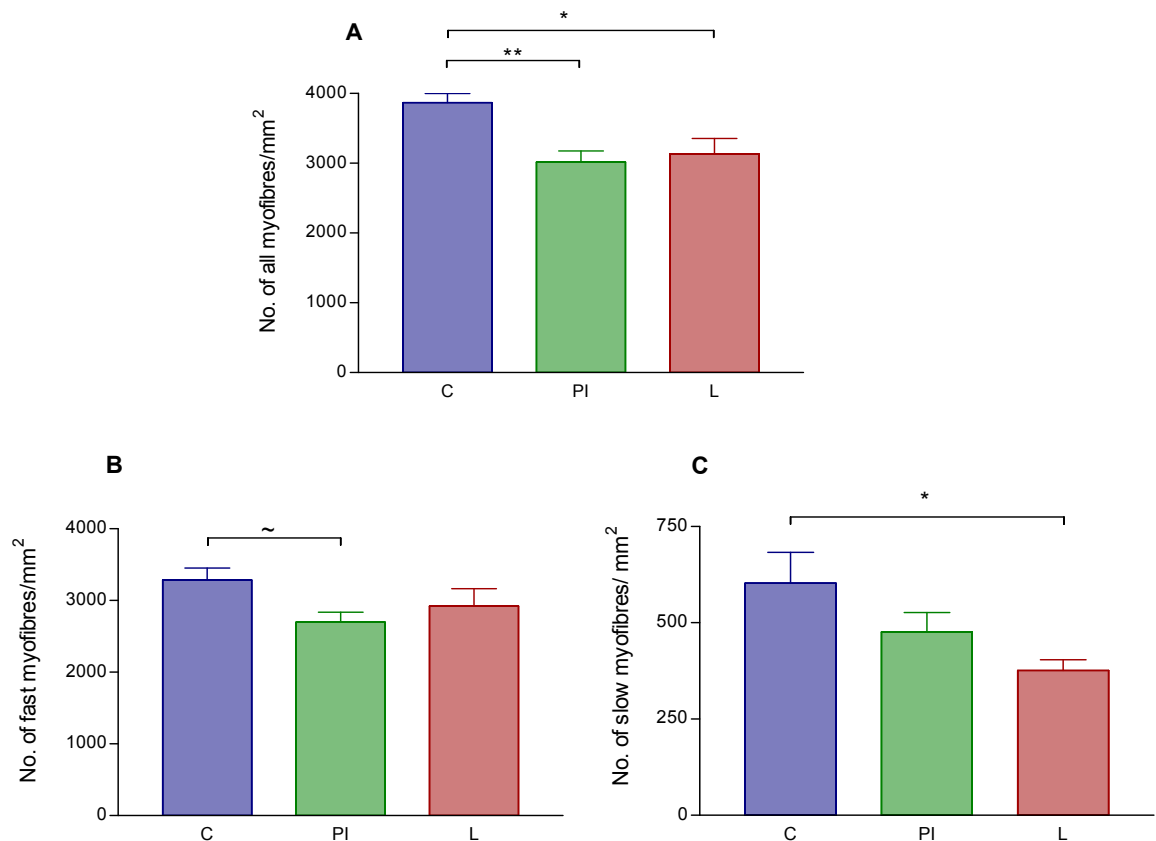 A
*
**
No. of all myofibres/mm²
4000
3000
2000
1000
0
C PI L
B
~
No. of fast myofibres/mm²
4000
3000
2000
1000
0
C PI L
C
*
No. of slow myofibres/ mm²
750
500
250
0
C PI L